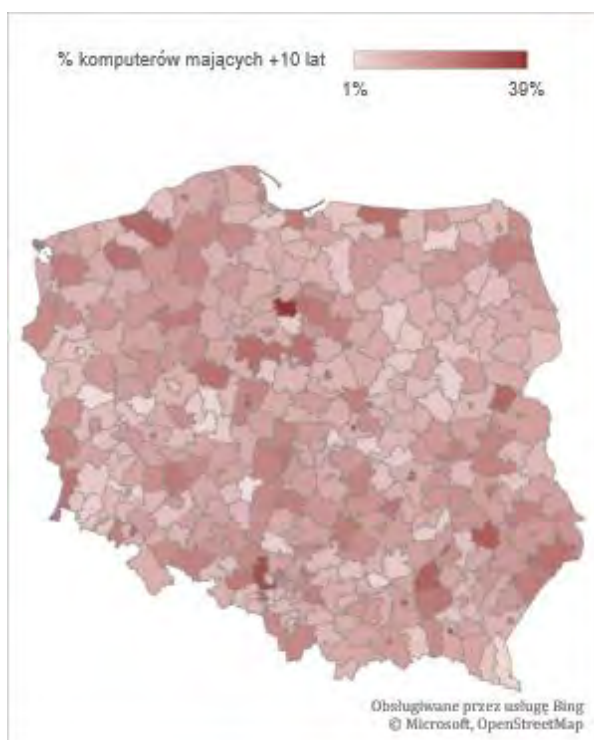 % komputerów mających +10 lat
1%
39%
Obsługiwane przez usługę Bing
© Microsoft, OpenStreetMap